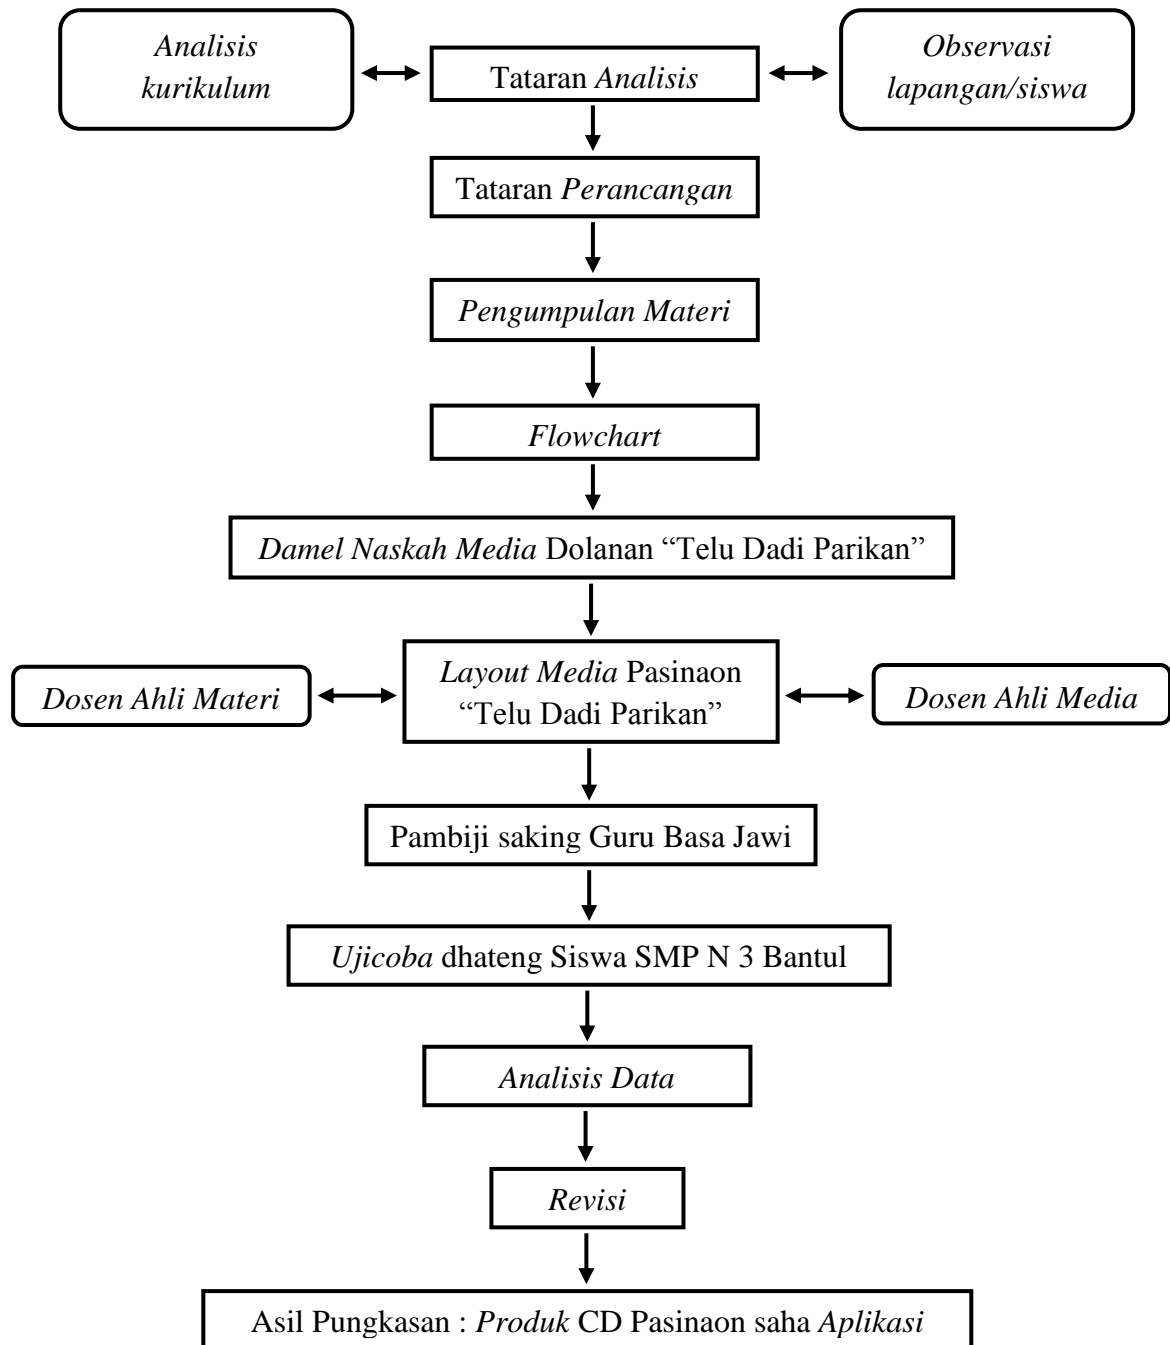 Analisis
kurikulum
Tataran Analisis
Observasi
lapangan/siswa
Tataran Perancangan
Pengumpulan Materi
Flowchart
Damel Naskah Media Dolanan “Telu Dadi Parikan”
Dosen Ahli Materi
Layout Media Pasinaon
“Telu Dadi Parikan”
Dosen Ahli Media
Pambiji saking Guru Basa Jawi
Ujicoba dhateng Siswa SMP N 3 Bantul
Analisis Data
Revisi
Asil Pungkasan : Produk CD Pasinaon saha Aplikasi